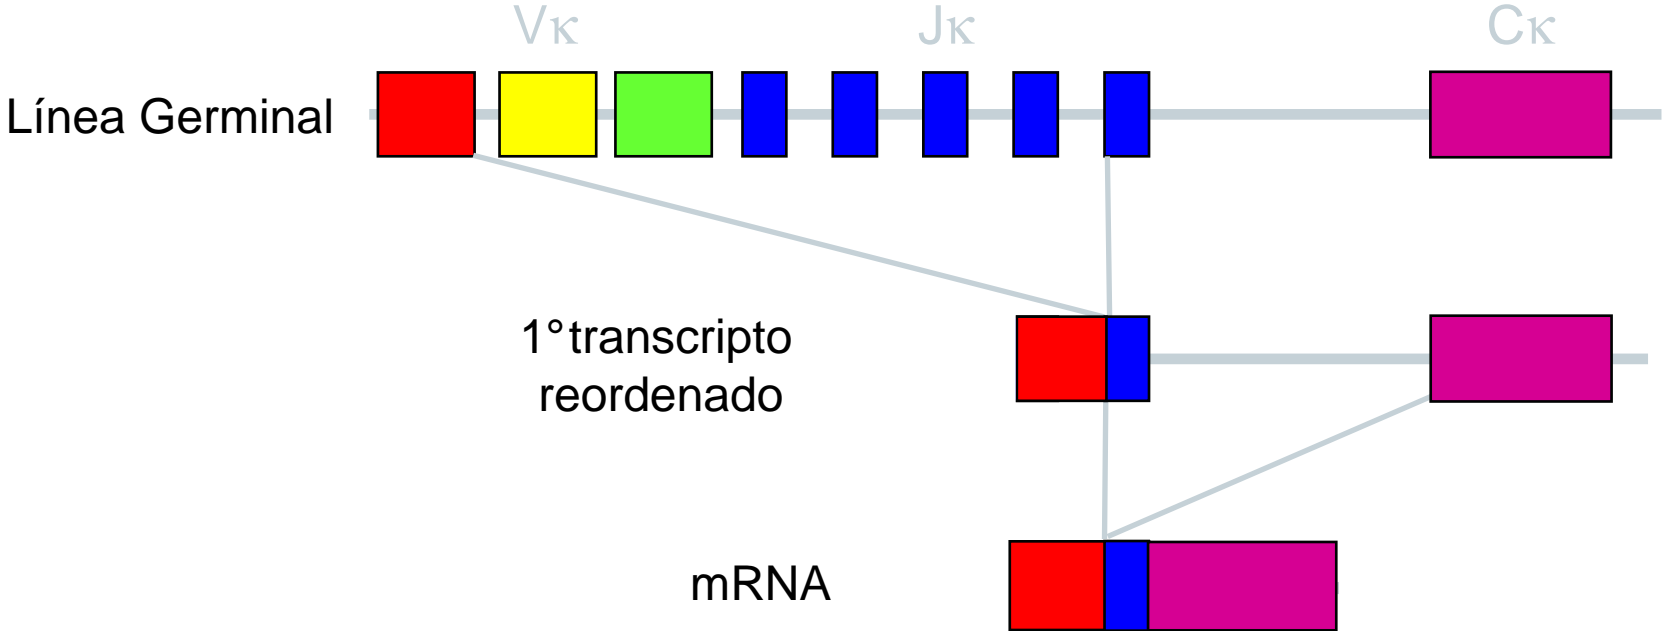 Vκ Jκ Cκ
Línea Germinal
1° transcripto
reordenado
mRNA